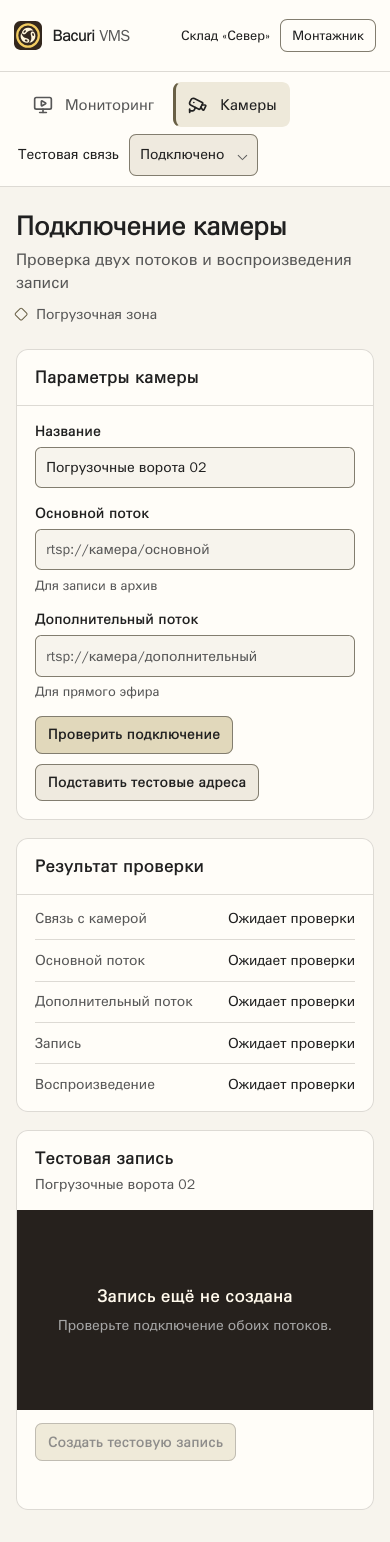 Bacuri VMS
Склад «Север»
Монтажник
Мониторинг
Камеры
Тестовая связь
Подключено
Подключение камеры
Проверка двух потоков и воспроизведения
записи
Погрузочная зона
Параметры камеры
Название
Погрузочные ворота 02
Основной поток
rtsp://камера/основной
Для записи в архив
Дополнительный поток
rtsp://камера/дополнительный
Для прямого эфира
Проверить подключение
Подставить тестовые адреса
Результат проверки
Связь с камерой Ожидает проверки
Основной поток Ожидает проверки
Дополнительный поток Ожидает проверки
Запись Ожидает проверки
Воспроизведение Ожидает проверки
Тестовая запись
Погрузочные ворота 02
Запись ещё не создана
Проверьте подключение обоих потоков.
Создать тестовую запись